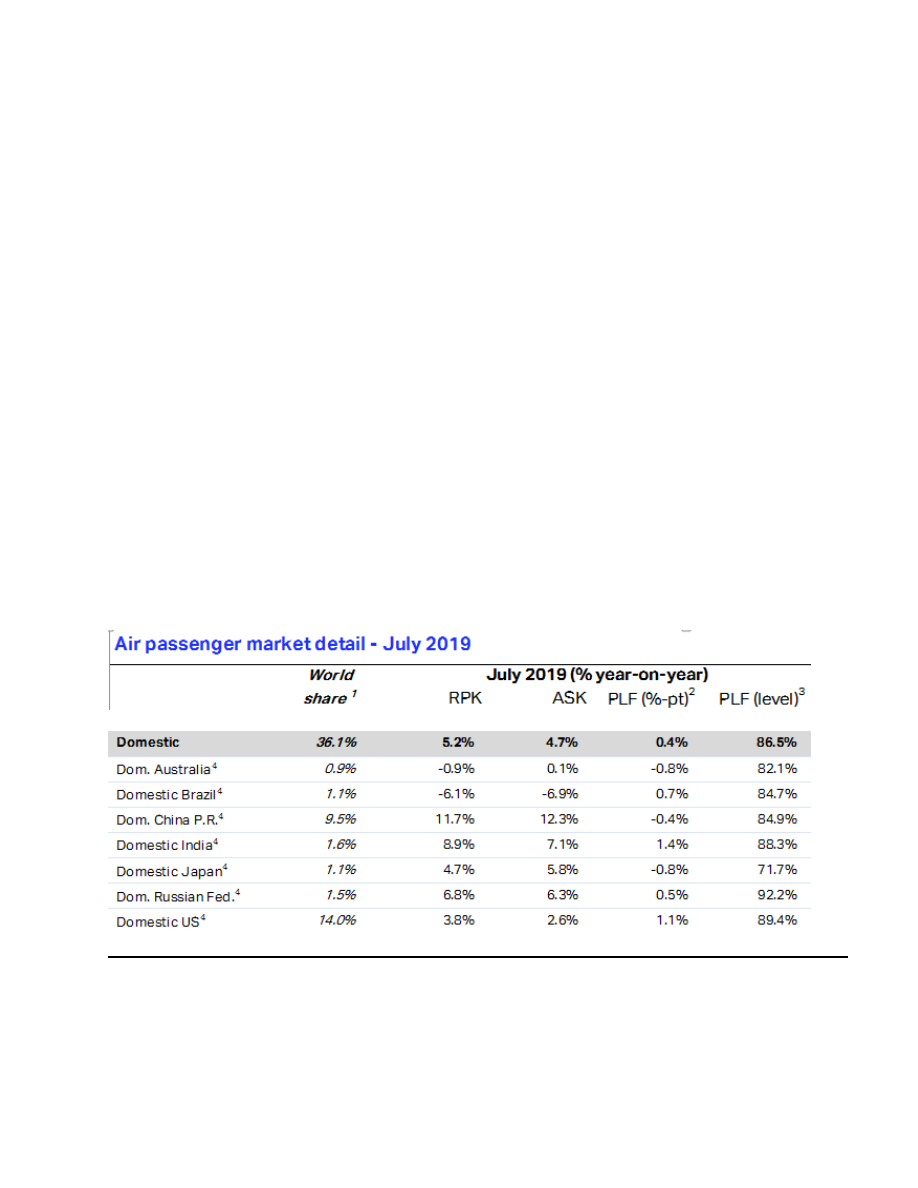 Air passenger market detail - July 2019
World July 2019 (% year-on-year)
share ¹ RPK ASK PLF (%-pt)² PLF (level)³
Domestic 36.1% 5.2% 4.7% 0.4% 86.5%
Dom. Australia⁴ 0.9% -0.9% 0.1% -0.8% 82.1%
Domestic Brazil⁴ 1.1% -6.1% -6.9% 0.7% 84.7%
Dom. China P.R.⁴ 9.5% 11.7% 12.3% -0.4% 84.9%
Domestic India⁴ 1.6% 8.9% 7.1% 1.4% 88.3%
Domestic Japan⁴ 1.1% 4.7% 5.8% -0.8% 71.7%
Dom. Russian Fed.⁴ 1.5% 6.8% 6.3% 0.5% 92.2%
Domestic US⁴ 14.0% 3.8% 2.6% 1.1% 89.4%